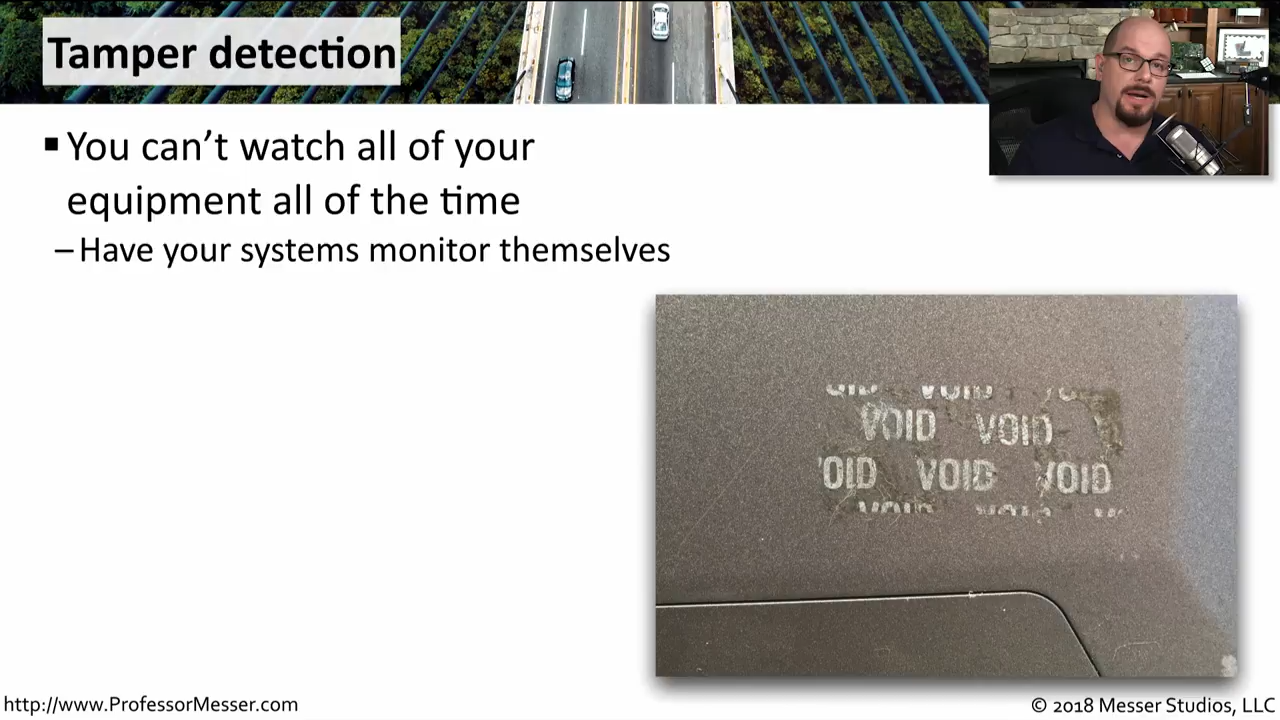 Tamper detection
▪ You can't watch all of your
equipment all of the time
– Have your systems monitor themselves
VOID
VOID VOID
OID VOID VOID
http://www.ProfessorMesser.com
© 2018 Messer Studios, LLC